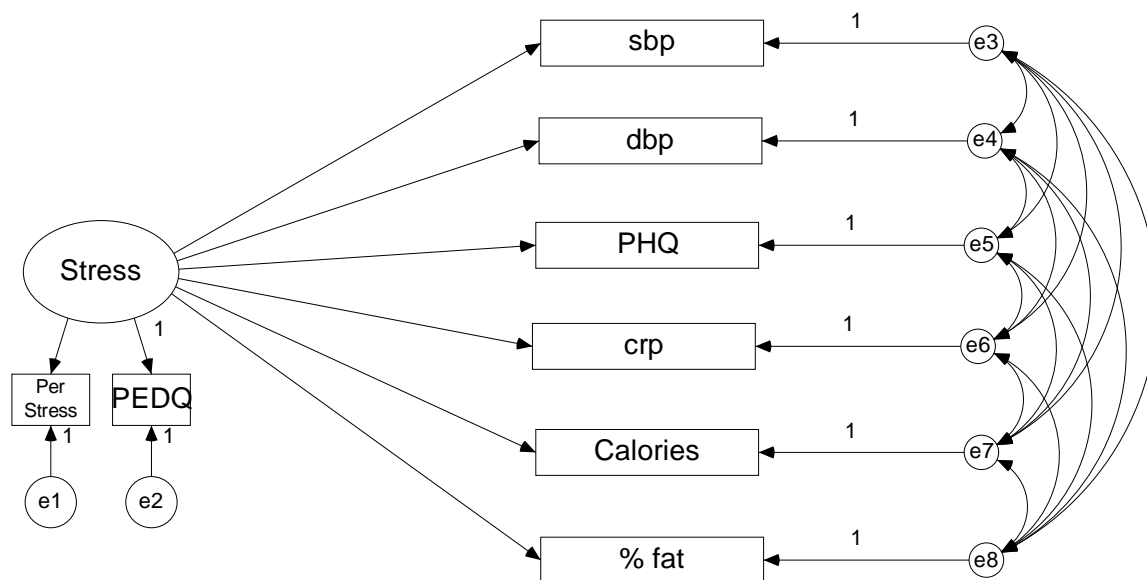 1
sbp
e3
1
dbp
e4
1
PHQ
e5
Stress
1
1
crp
e6
Per
Stress
PEDQ
1
1
1
Calories
e7
e1
e2
1
% fat
e8